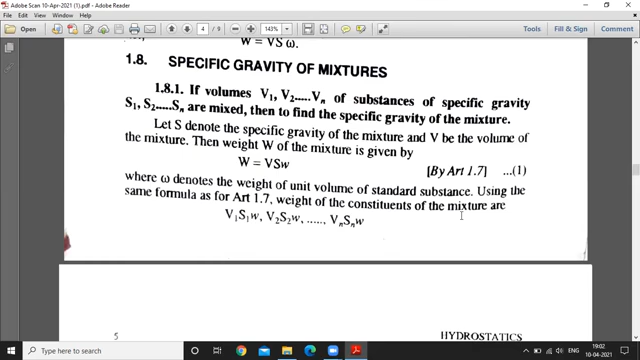 Adobe Scan 10-Apr-2021 (1).pdf - Adobe Reader
File Edit View Window Help
Open
4 / 9
143%
Fill & Sign
Comment
W = VS ω.
1.8. SPECIFIC GRAVITY OF MIXTURES
1.8.1. If volumes V₁, V₂.....Vₙ of substances of specific gravity
S₁, S₂.....Sₙ are mixed, then to find the specific gravity of the mixture.
Let S denote the specific gravity of the mixture and V be the volume of
the mixture. Then weight W of the mixture is given by
W = VSw [By Art 1.7] ...(1)
where ω denotes the weight of unit volume of standard substance. Using the
same formula as for Art 1.7, weight of the constituents of the mixture are
V₁S₁w, V₂S₂w, ....., VₙSₙw
5 HYDROSTATICS
Type here to search
ENG
19:02
10-04-2021